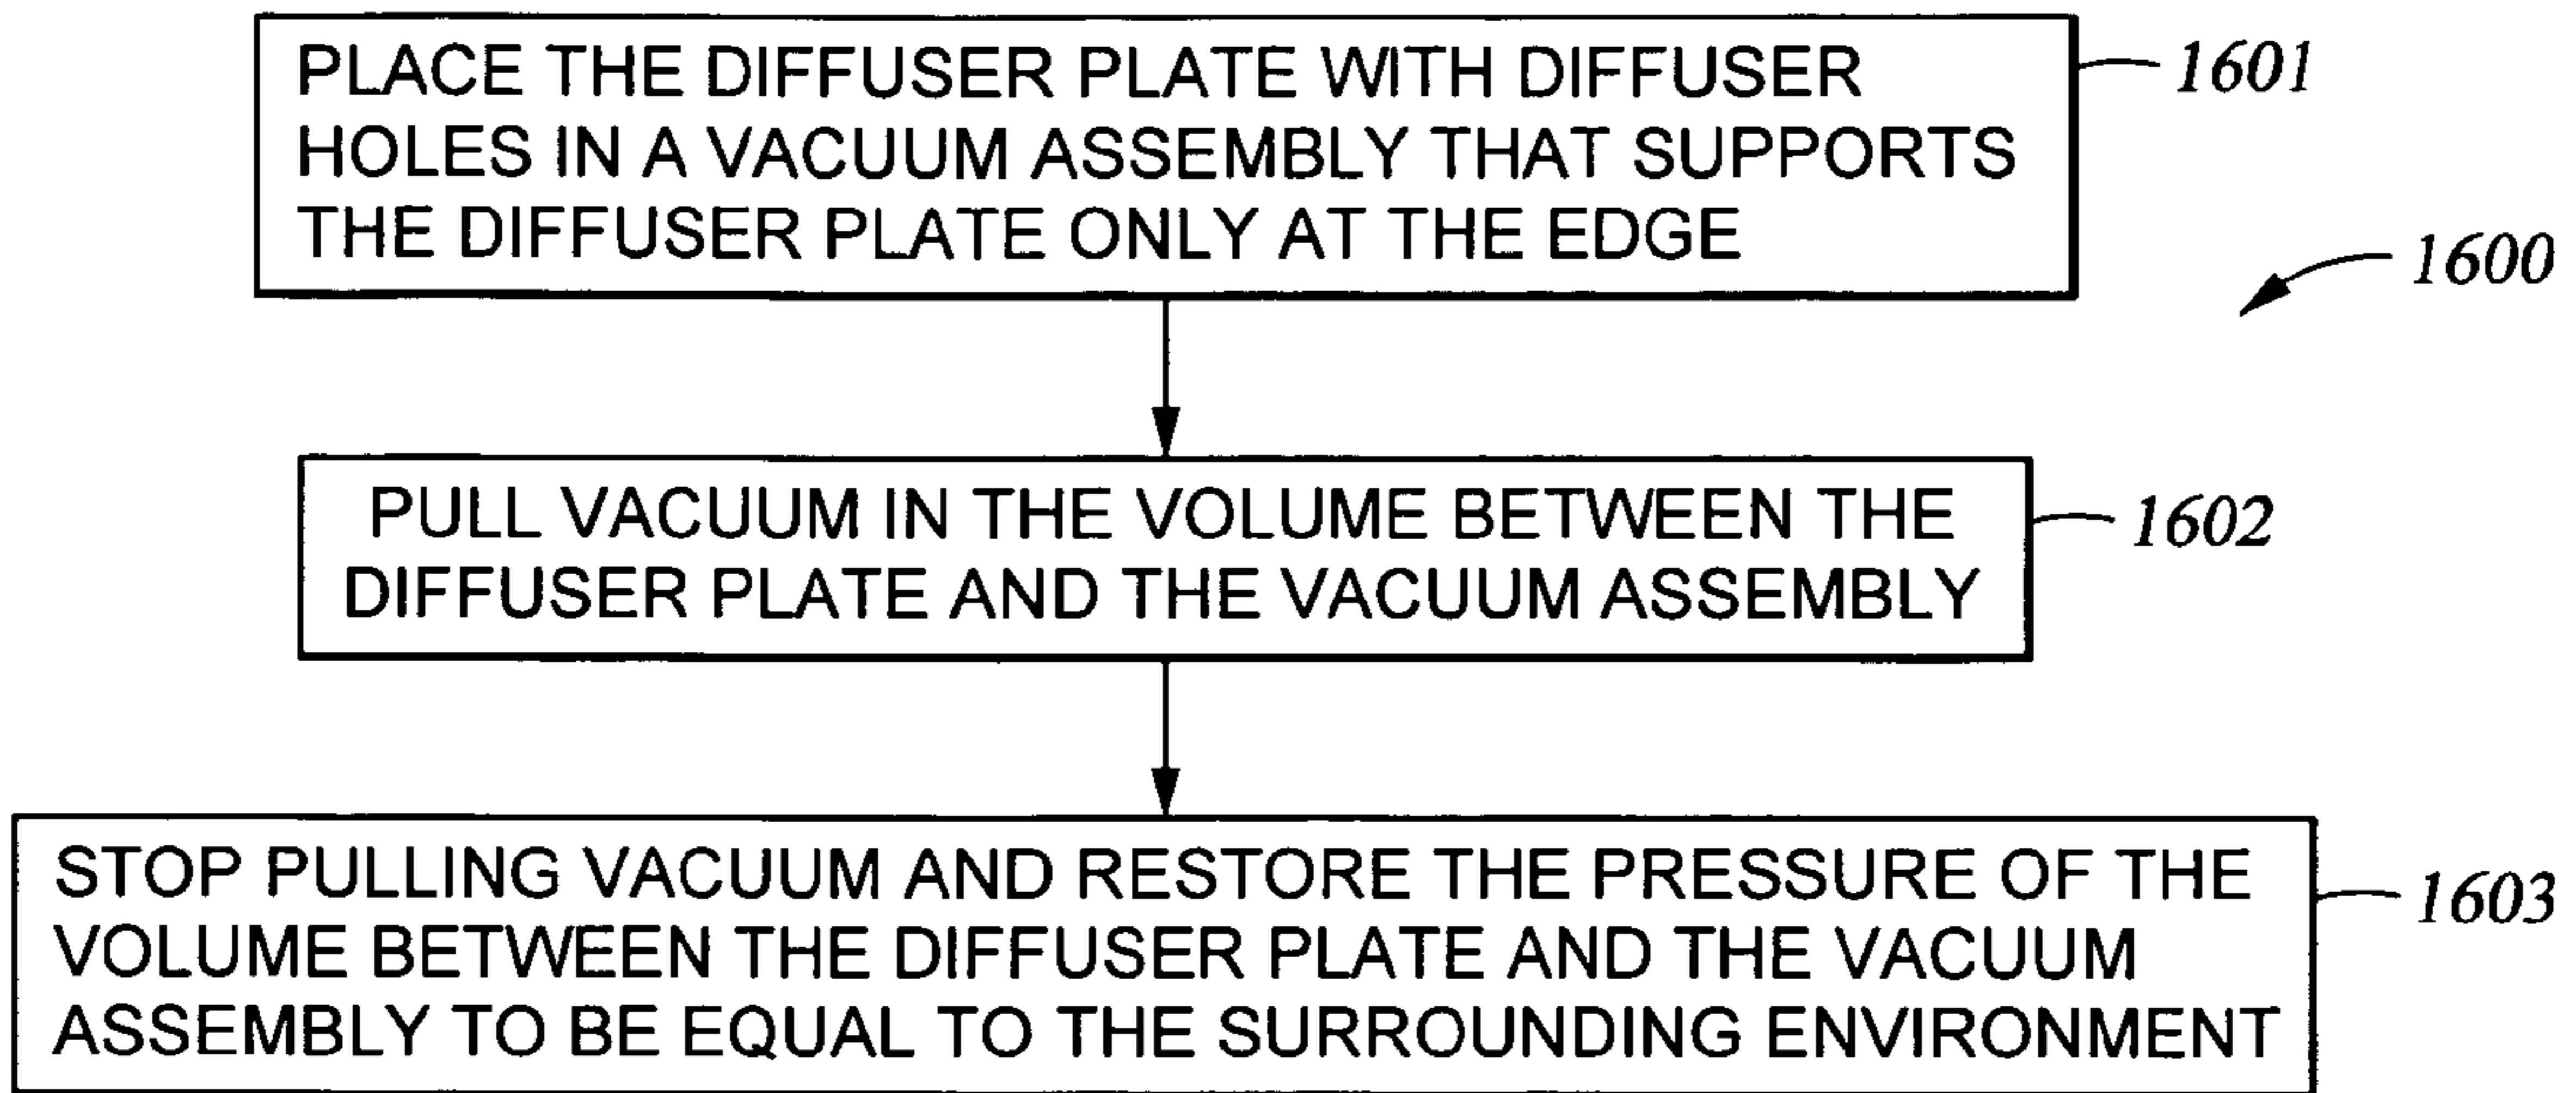 PLACE THE DIFFUSER PLATE WITH DIFFUSER
HOLES IN A VACUUM ASSEMBLY THAT SUPPORTS
THE DIFFUSER PLATE ONLY AT THE EDGE
1601
1600
PULL VACUUM IN THE VOLUME BETWEEN THE
DIFFUSER PLATE AND THE VACUUM ASSEMBLY
1602
STOP PULLING VACUUM AND RESTORE THE PRESSURE OF THE
VOLUME BETWEEN THE DIFFUSER PLATE AND THE VACUUM
ASSEMBLY TO BE EQUAL TO THE SURROUNDING ENVIRONMENT
1603